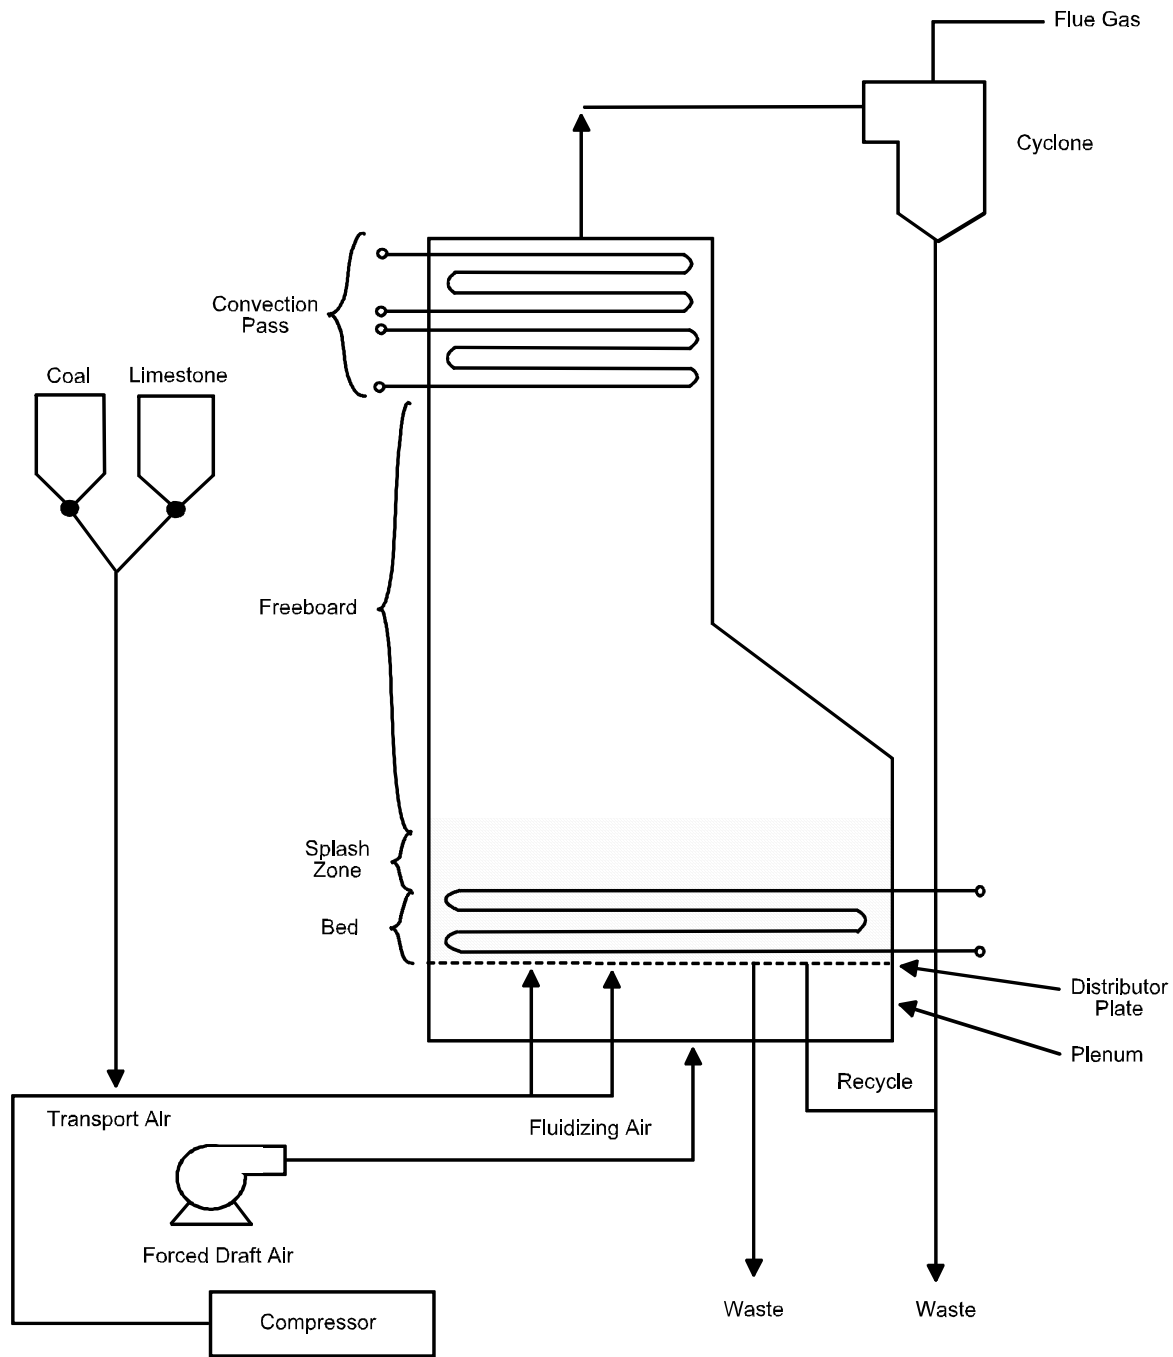 Flue Gas
Cyclone
Convection
Pass
Coal
Limestone
Freeboard
Splash
Zone
Bed
Distributor
Plate
Plenum
Recycle
Transport AIr
Fluidizing Air
Forced Draft Air
Compressor
Waste
Waste